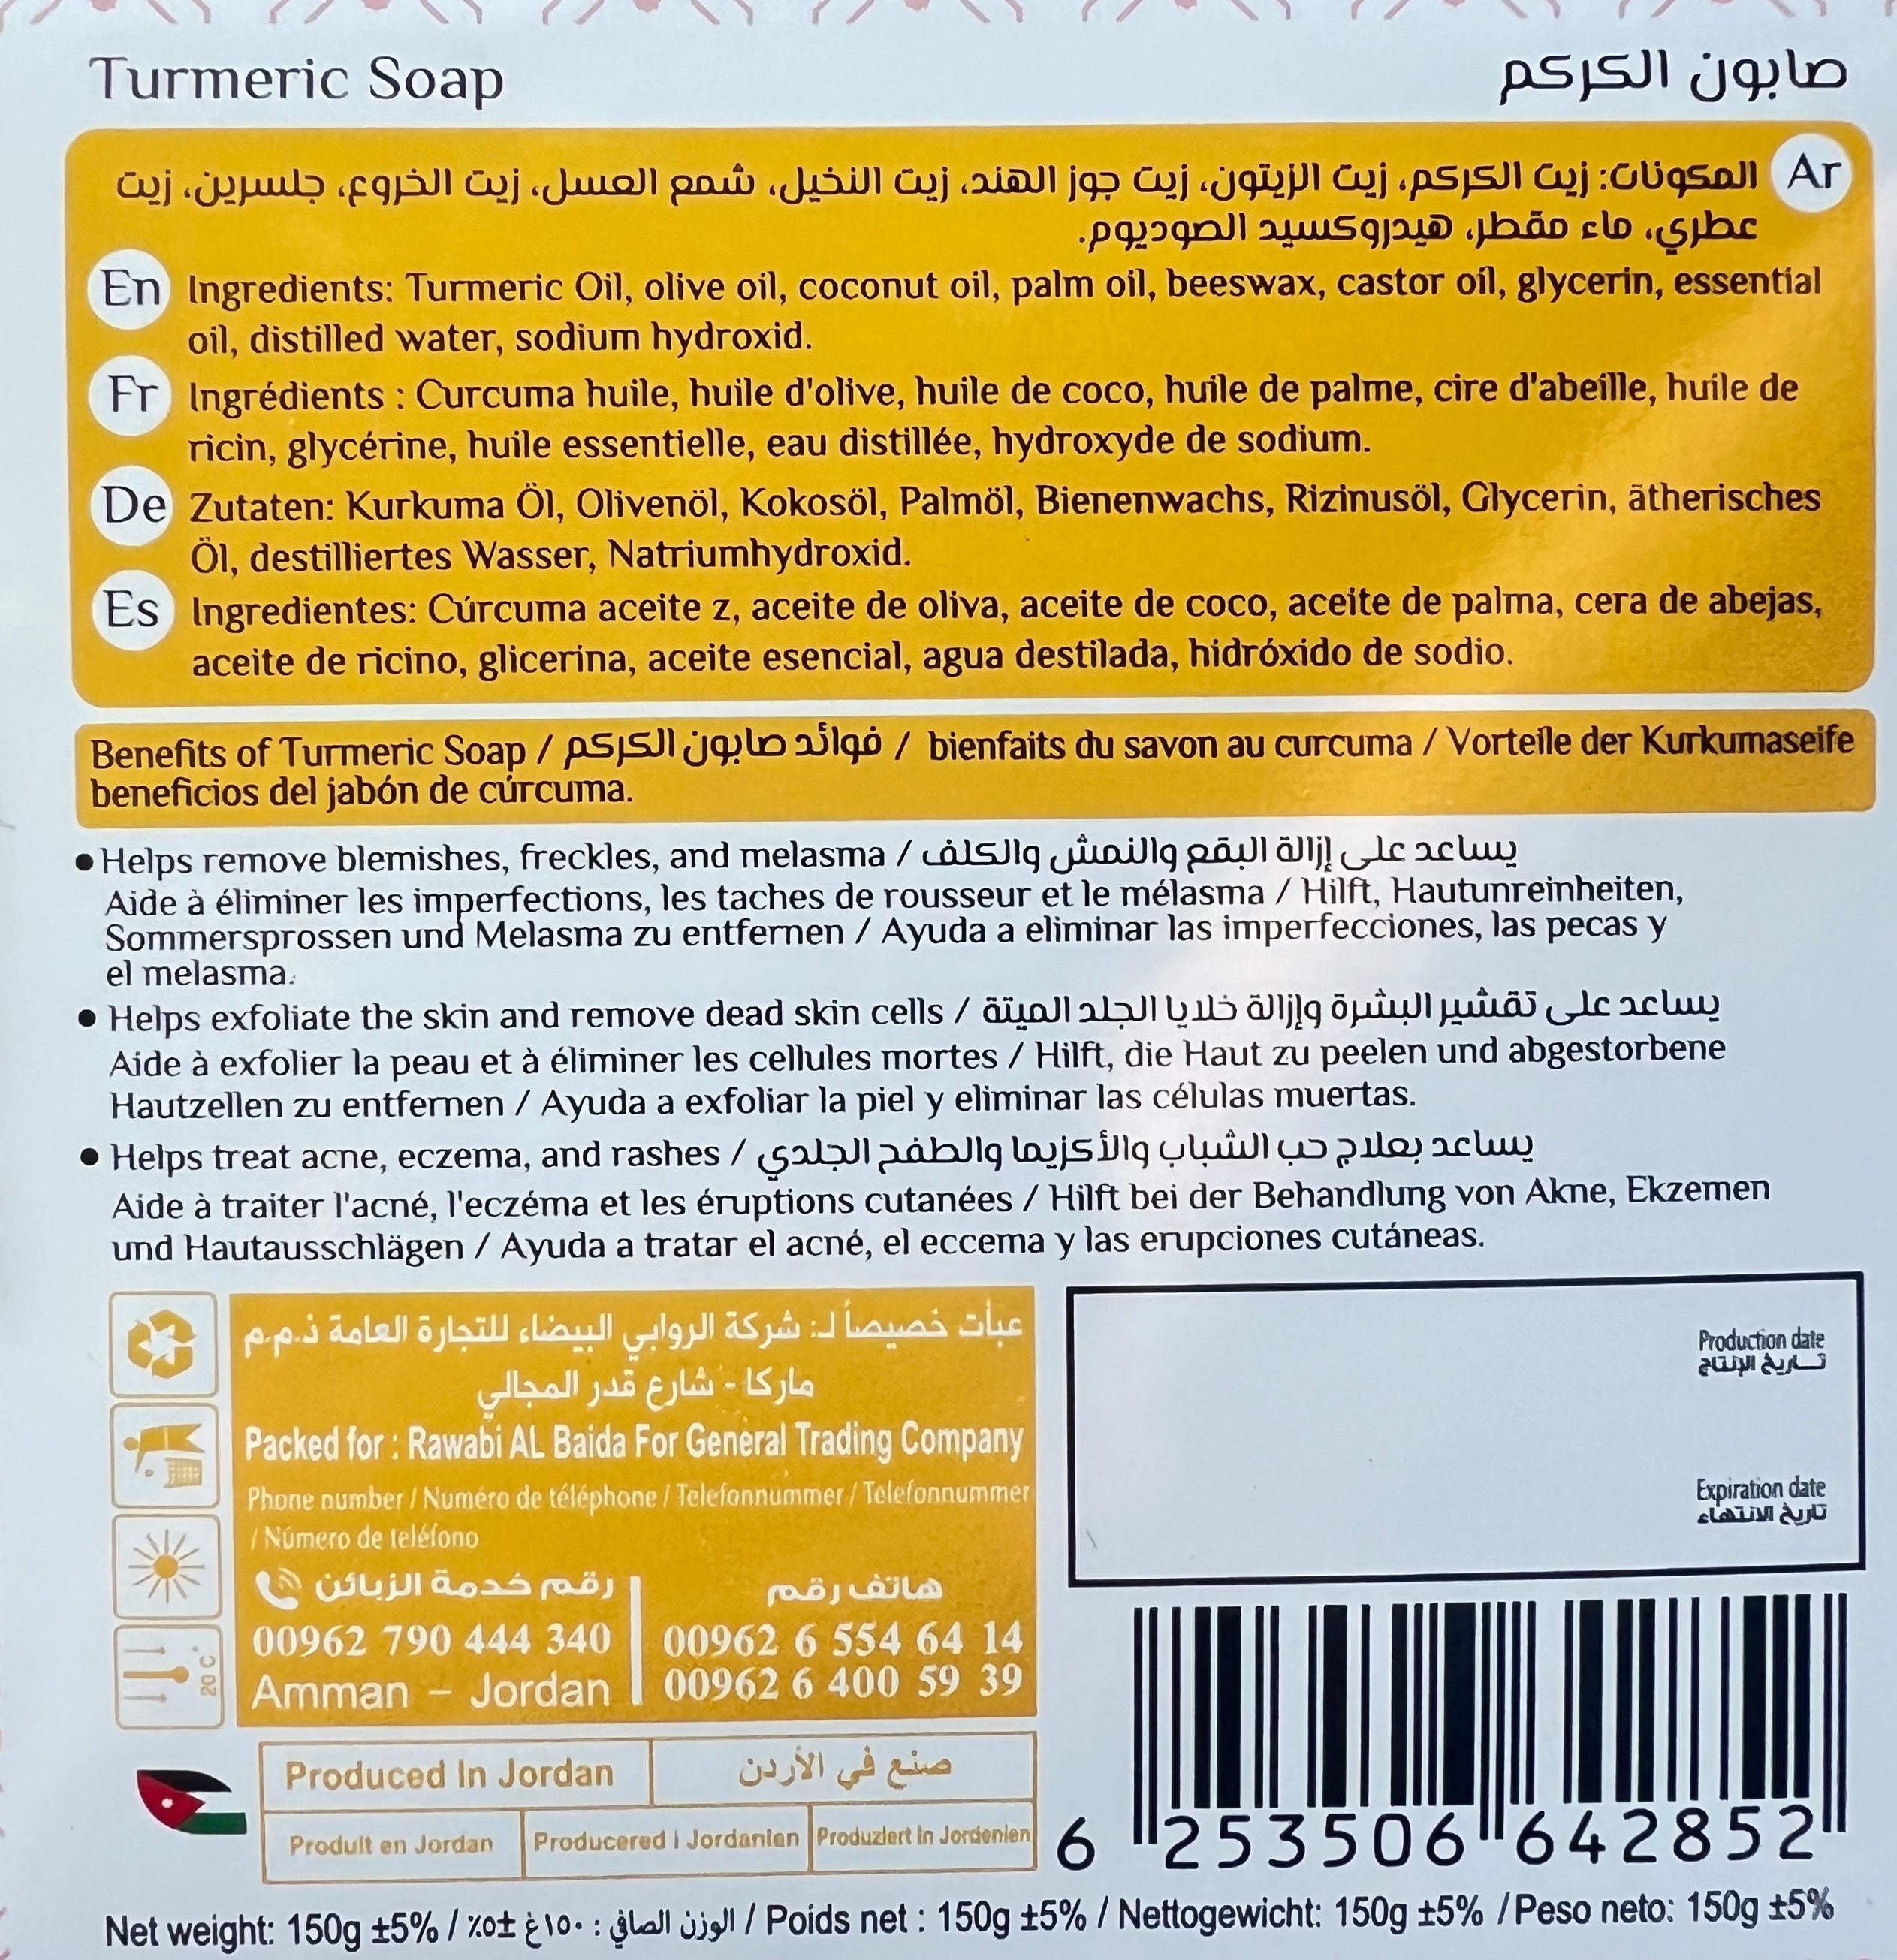 Turmeric Soap
صابون الكركم
Ar المكونات: زيت الكركم، زيت الزيتون، زيت جوز الهند، زيت النخيل، شمع العسل، زيت الخروع، جلسرين، زيت
عطري، ماء مقطر، هيدروكسيد الصوديوم.
En Ingredients: Turmeric Oil, olive oil, coconut oil, palm oil, beeswax, castor oil, glycerin, essential
oil, distilled water, sodium hydroxid.
Fr Ingrédients : Curcuma huile, huile d'olive, huile de coco, huile de palme, cire d'abeille, huile de
ricin, glycérine, huile essentielle, eau distillée, hydroxyde de sodium.
De Zutaten: Kurkuma Öl, Olivenöl, Kokosöl, Palmöl, Bienenwachs, Rizinusöl, Glycerin, ätherisches
Öl, destilliertes Wasser, Natriumhydroxid.
Es Ingredientes: Cúrcuma aceite z, aceite de oliva, aceite de coco, aceite de palma, cera de abejas,
aceite de ricino, glicerina, aceite esencial, agua destilada, hidróxido de sodio.
Benefits of Turmeric Soap / فوائد صابون الكركم / bienfaits du savon au curcuma / Vorteile der Kurkumaseife
beneficios del jabón de cúrcuma.
● Helps remove blemishes, freckles, and melasma / يساعد على إزالة البقع والنمش والكلف
Aide à éliminer les imperfections, les taches de rousseur et le mélasma / Hilft, Hautunreinheiten,
Sommersprossen und Melasma zu entfernen / Ayuda a eliminar las imperfecciones, las pecas y
el melasma.
● Helps exfoliate the skin and remove dead skin cells / يساعد على تقشير البشرة وإزالة خلايا الجلد الميتة
Aide à exfolier la peau et à éliminer les cellules mortes / Hilft, die Haut zu peelen und abgestorbene
Hautzellen zu entfernen / Ayuda a exfoliar la piel y eliminar las células muertas.
● Helps treat acne, eczema, and rashes / يساعد بعلاج حب الشباب والأكزيما والطفح الجلدي
Aide à traiter l'acné, l'eczéma et les éruptions cutanées / Hilft bei der Behandlung von Akne, Ekzemen
und Hautausschlägen / Ayuda a tratar el acné, el eccema y las erupciones cutáneas.
عبأت خصيصاً لـ: شركة الروابي البيضاء للتجارة العامة ذ.م.م
ماركا - شارع قدر المجالي
Packed for : Rawabi AL Baida For General Trading Company
Phone number / Numéro de téléphone / Telefonnummer / Telefonnummer
/ Número de teléfono
رقم خدمة الزبائن
00962 790 444 340
Amman – Jordan
هاتف رقم
00962 6 554 64 14
00962 6 400 59 39
20 C°
Production date
تاريخ الإنتاج
Expiration date
تاريخ الانتهاء
Produced In Jordan
صنع في الأردن
Produit en Jordan
Producered i Jordanien
Produziert in Jordenien
6 253506 642852
Net weight: 150g ±5% / الوزن الصافي : ١٥٠غ ±٥% / Poids net : 150g ±5% / Nettogewicht: 150g ±5% / Peso neto: 150g ±5%